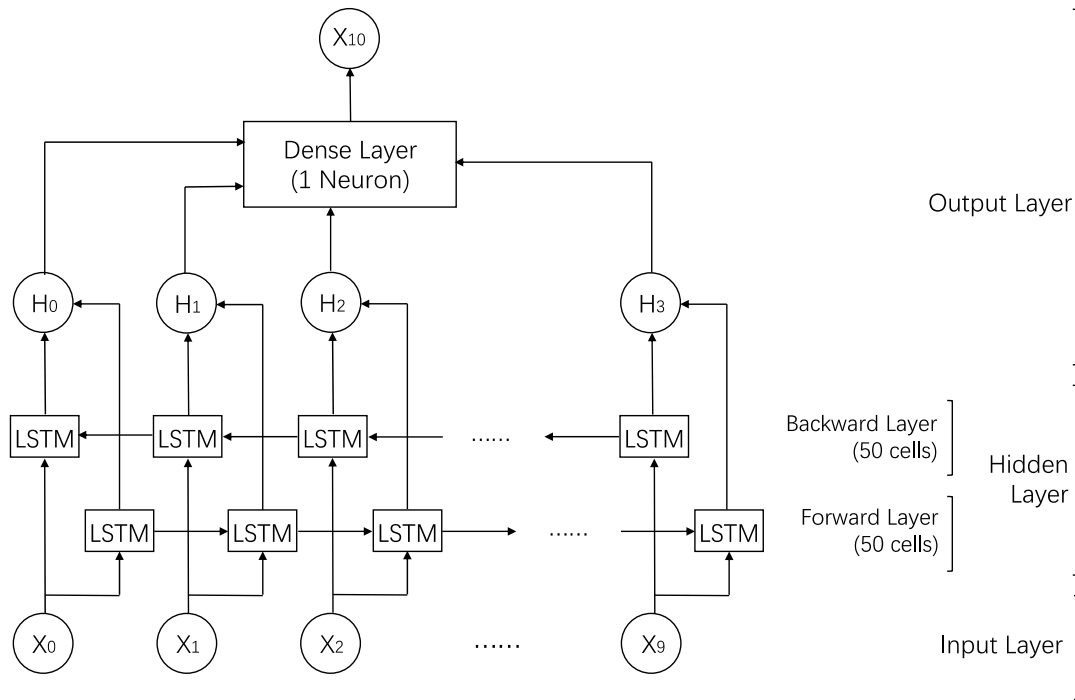 X10
Dense Layer
(1 Neuron)
Output Layer
H0 H1 H2 H3
LSTM LSTM LSTM ...... LSTM
Backward Layer
(50 cells)
Hidden
Layer
LSTM LSTM LSTM ...... LSTM
Forward Layer
(50 cells)
X0 X1 X2 ...... X9
Input Layer